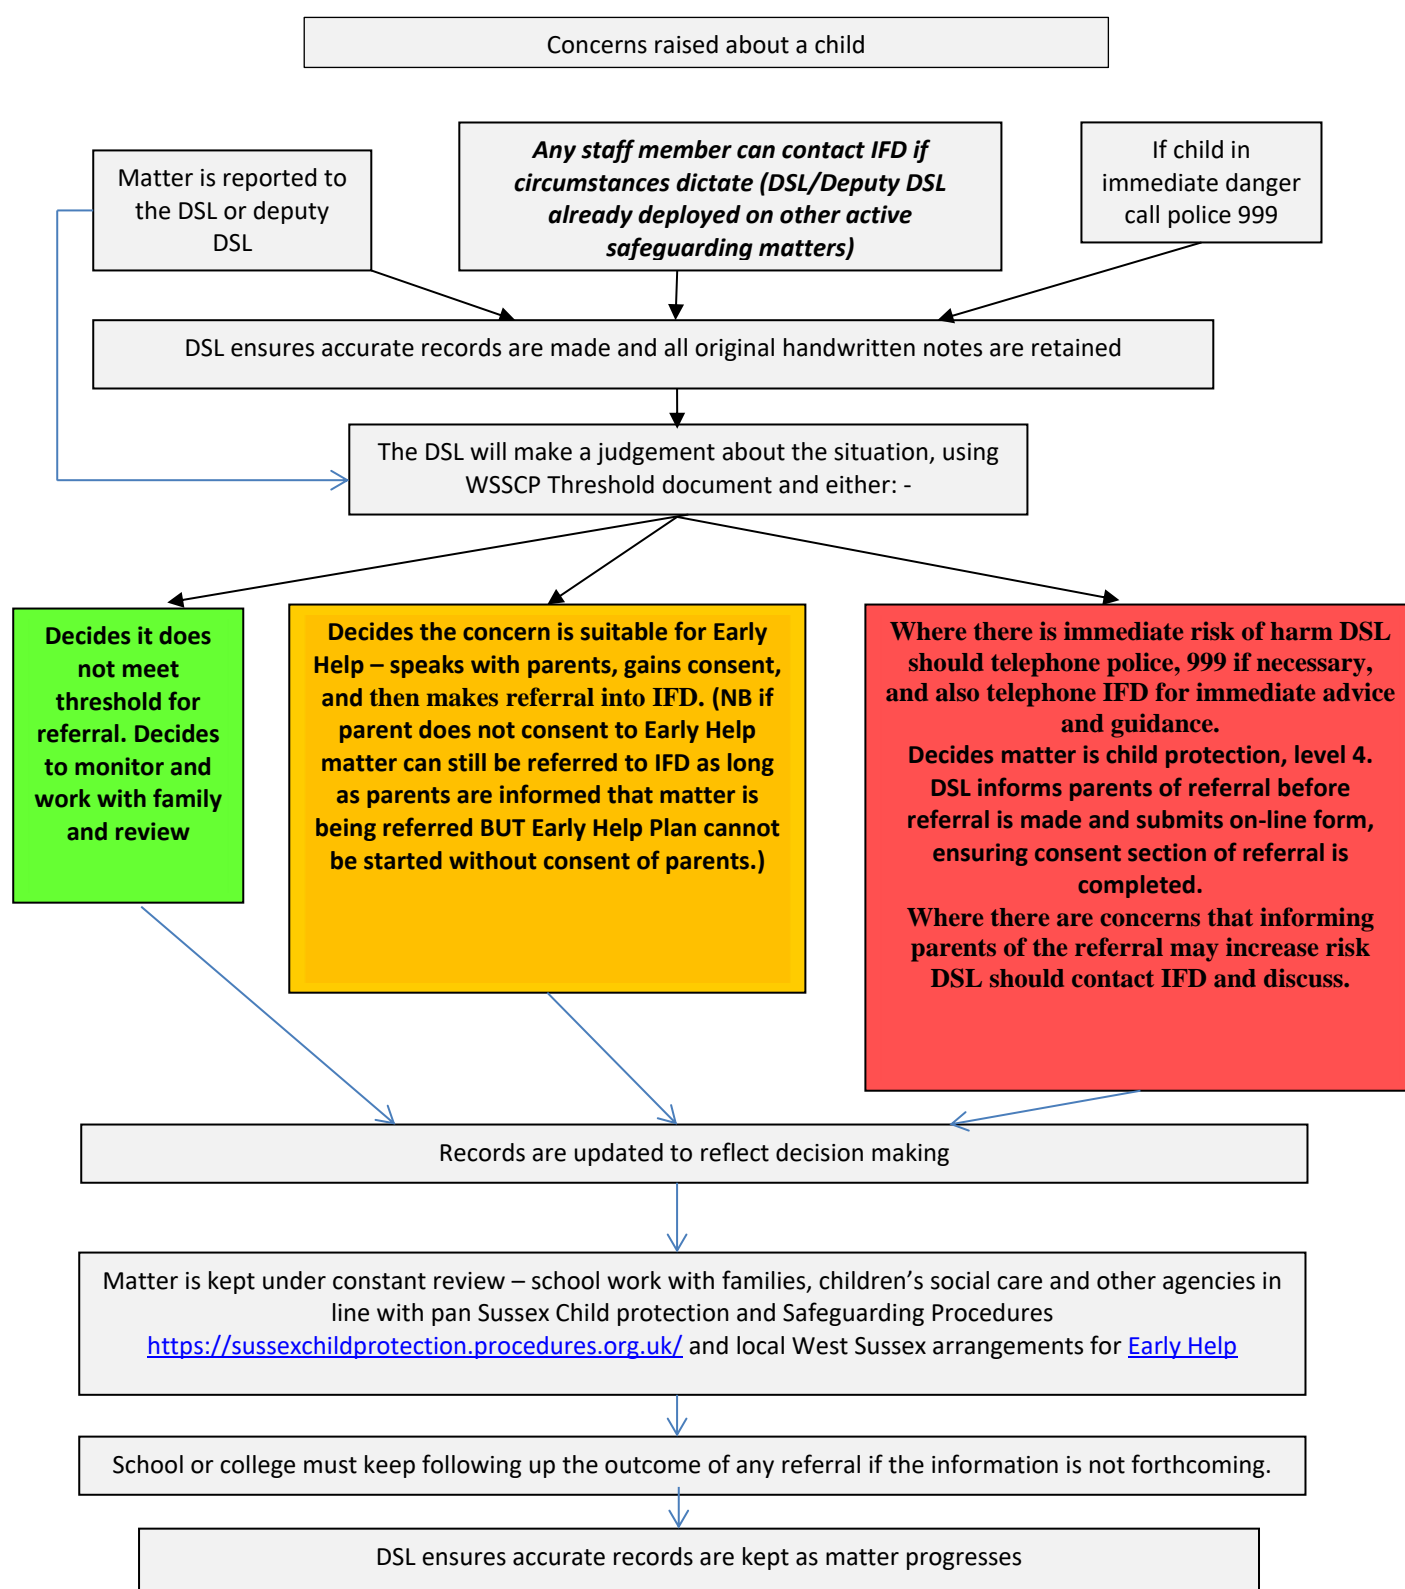 Concerns raised about a child
Matter is reported to
the DSL or deputy
DSL
Any staff member can contact IFD if
circumstances dictate (DSL/Deputy DSL
already deployed on other active
safeguarding matters)
If child in
immediate danger
call police 999
DSL ensures accurate records are made and all original handwritten notes are retained
The DSL will make a judgement about the situation, using
WSSCP Threshold document and either: -
Decides it does
not meet
threshold for
referral. Decides
to monitor and
work with family
and review
Decides the concern is suitable for Early
Help – speaks with parents, gains consent,
and then makes referral into IFD. (NB if
parent does not consent to Early Help
matter can still be referred to IFD as long
as parents are informed that matter is
being referred BUT Early Help Plan cannot
be started without consent of parents.)
Where there is immediate risk of harm DSL
should telephone police, 999 if necessary,
and also telephone IFD for immediate advice
and guidance.
Decides matter is child protection, level 4.
DSL informs parents of referral before
referral is made and submits on-line form,
ensuring consent section of referral is
completed.
Where there are concerns that informing
parents of the referral may increase risk
DSL should contact IFD and discuss.
Records are updated to reflect decision making
Matter is kept under constant review – school work with families, children’s social care and other agencies in
line with pan Sussex Child protection and Safeguarding Procedures
https://sussexchildprotection.procedures.org.uk/ and local West Sussex arrangements for Early Help
School or college must keep following up the outcome of any referral if the information is not forthcoming.
DSL ensures accurate records are kept as matter progresses